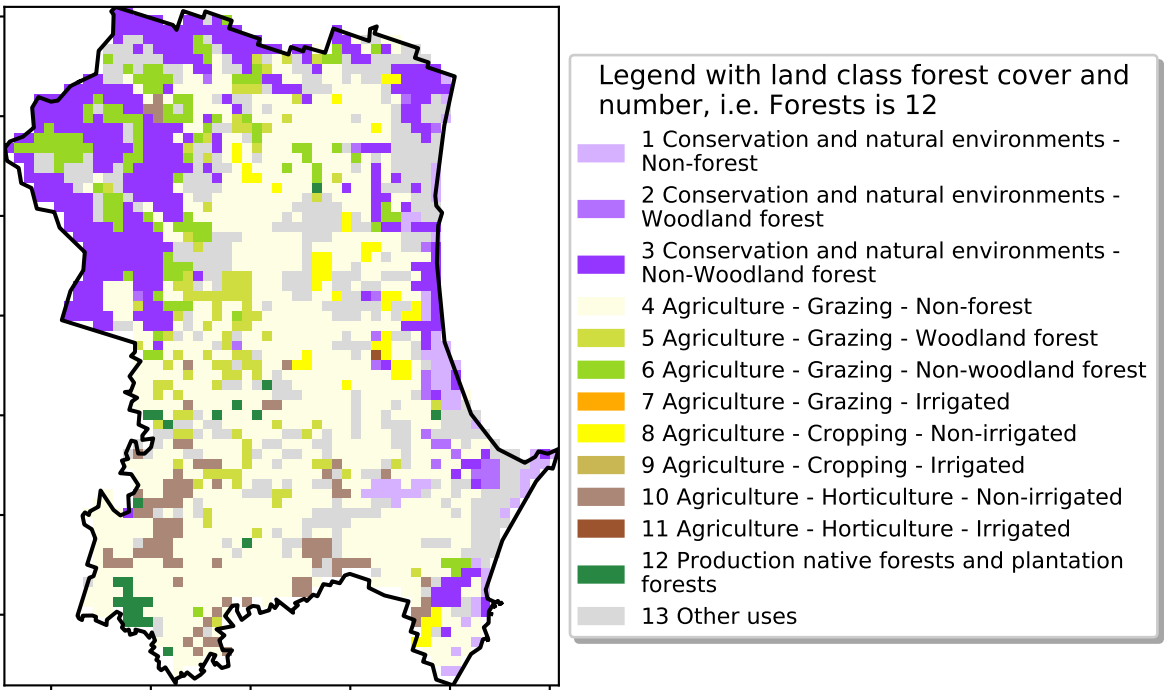 Legend with land class forest cover and
number, i.e. Forests is 12
1 Conservation and natural environments -
Non-forest
2 Conservation and natural environments -
Woodland forest
3 Conservation and natural environments -
Non-Woodland forest
4 Agriculture - Grazing - Non-forest
5 Agriculture - Grazing - Woodland forest
6 Agriculture - Grazing - Non-woodland forest
7 Agriculture - Grazing - Irrigated
8 Agriculture - Cropping - Non-irrigated
9 Agriculture - Cropping - Irrigated
10 Agriculture - Horticulture - Non-irrigated
11 Agriculture - Horticulture - Irrigated
12 Production native forests and plantation
forests
13 Other uses